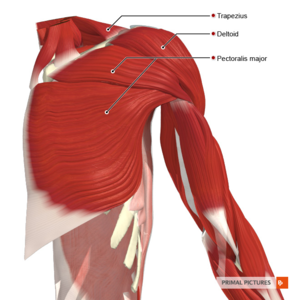 Trapezius
Deltoid
Pectoralis major
PRIMAL PICTURES